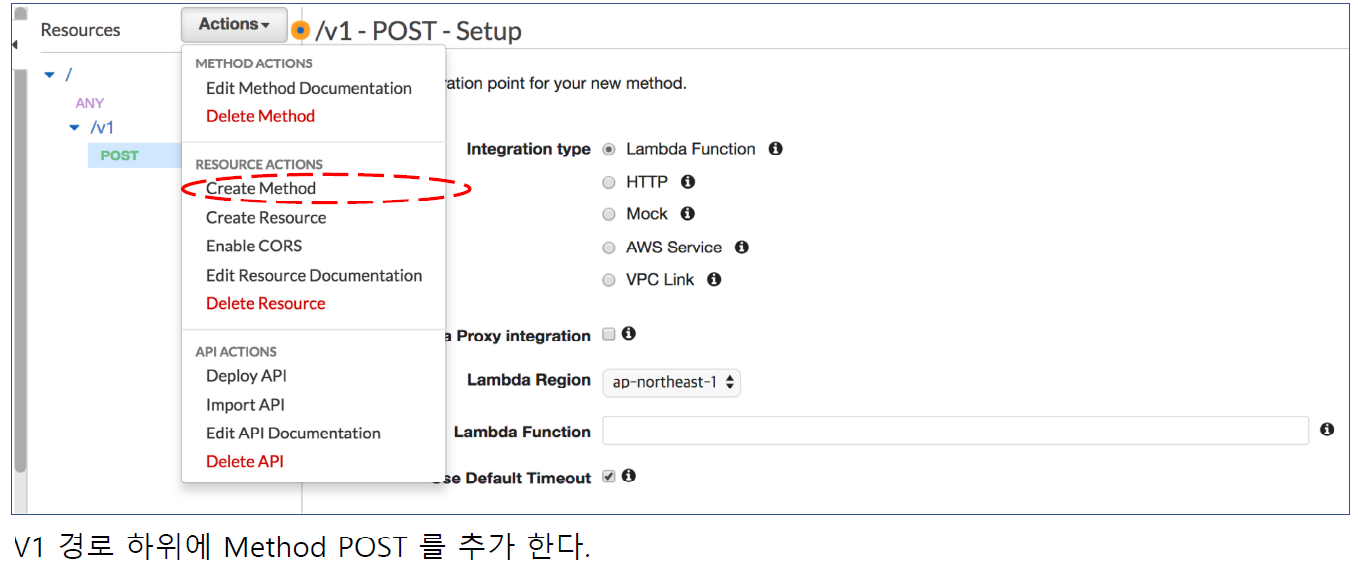 Resources
Actions
/v1 - POST - Setup
/
ANY
/v1
POST
METHOD ACTIONS
Edit Method Documentation
Delete Method
RESOURCE ACTIONS
Create Method
Create Resource
Enable CORS
Edit Resource Documentation
Delete Resource
API ACTIONS
Deploy API
Import API
Edit API Documentation
Delete API
ration point for your new method.
Integration type
Lambda Function
HTTP
Mock
AWS Service
VPC Link
a Proxy integration
Lambda Region
ap-northeast-1
Lambda Function
Use Default Timeout
V1 경로 하위에 Method POST 를 추가 한다.